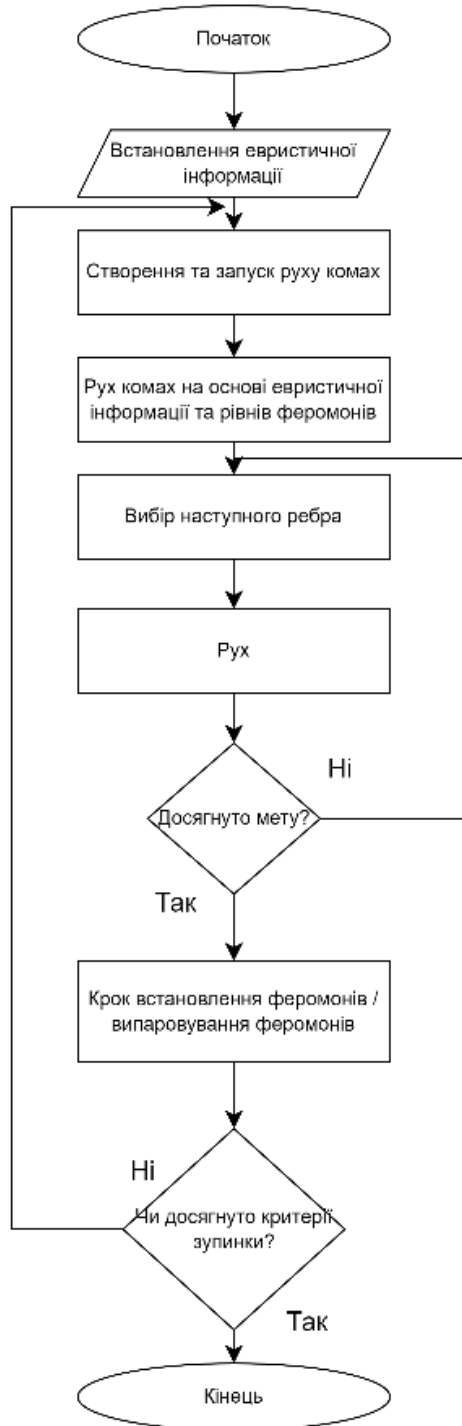 Початок
Встановлення евристичної
інформації
Створення та запуск руху комах
Рух комах на основі евристичної
інформації та рівнів феромонів
Вибір наступного ребра
Рух
Ні
Досягнуто мету?
Так
Крок встановлення феромонів /
випаровування феромонів
Ні
Чи досягнуто критерії
зупинки?
Так
Кінець